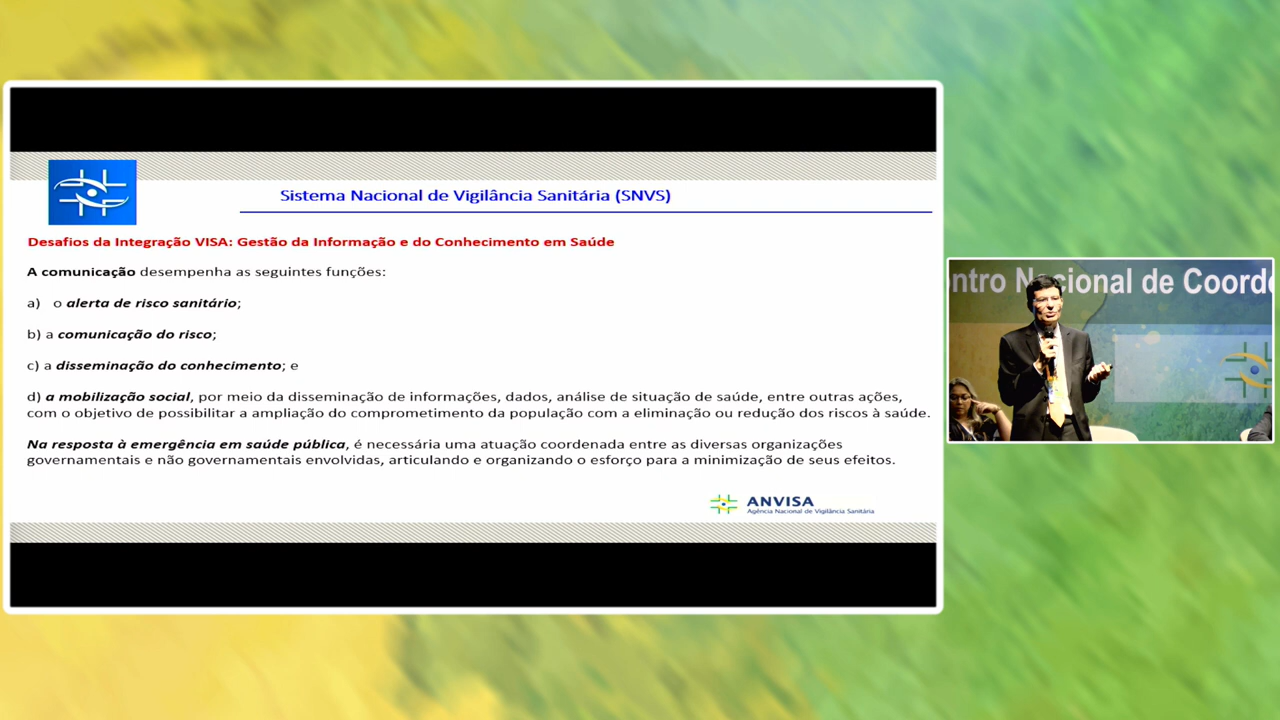 Sistema Nacional de Vigilância Sanitária (SNVS)
Desafios da Integração VISA: Gestão da Informação e do Conhecimento em Saúde
A comunicação desempenha as seguintes funções:
a) o alerta de risco sanitário;
b) a comunicação do risco;
c) a disseminação do conhecimento; e
d) a mobilização social, por meio da disseminação de informações, dados, análise de situação de saúde, entre outras ações,
com o objetivo de possibilitar a ampliação do comprometimento da população com a eliminação ou redução dos riscos à saúde.
Na resposta à emergência em saúde pública, é necessária uma atuação coordenada entre as diversas organizações
governamentais e não governamentais envolvidas, articulando e organizando o esforço para a minimização de seus efeitos.
ANVISA
Agência Nacional de Vigilância Sanitária
ntro Nacional de Coorde